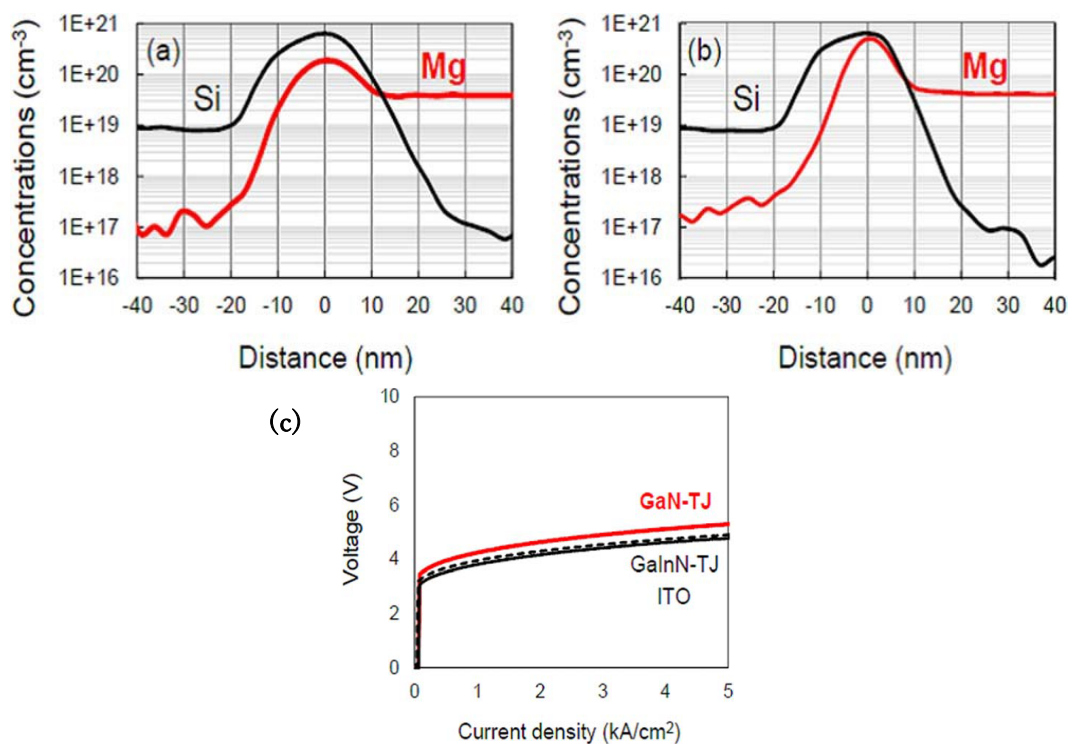 (a)
Concentrations (cm-3)
1E+21
1E+20
1E+19
1E+18
1E+17
1E+16
Si
Mg
-40 -30 -20 -10 0 10 20 30 40
Distance (nm)
(b)
Concentrations (cm-3)
1E+21
1E+20
1E+19
1E+18
1E+17
1E+16
Si
Mg
-40 -30 -20 -10 0 10 20 30 40
Distance (nm)
(c)
Voltage (V)
10
8
6
4
2
0
GaN-TJ
GaInN-TJ
ITO
0 1 2 3 4 5
Current density (kA/cm2)